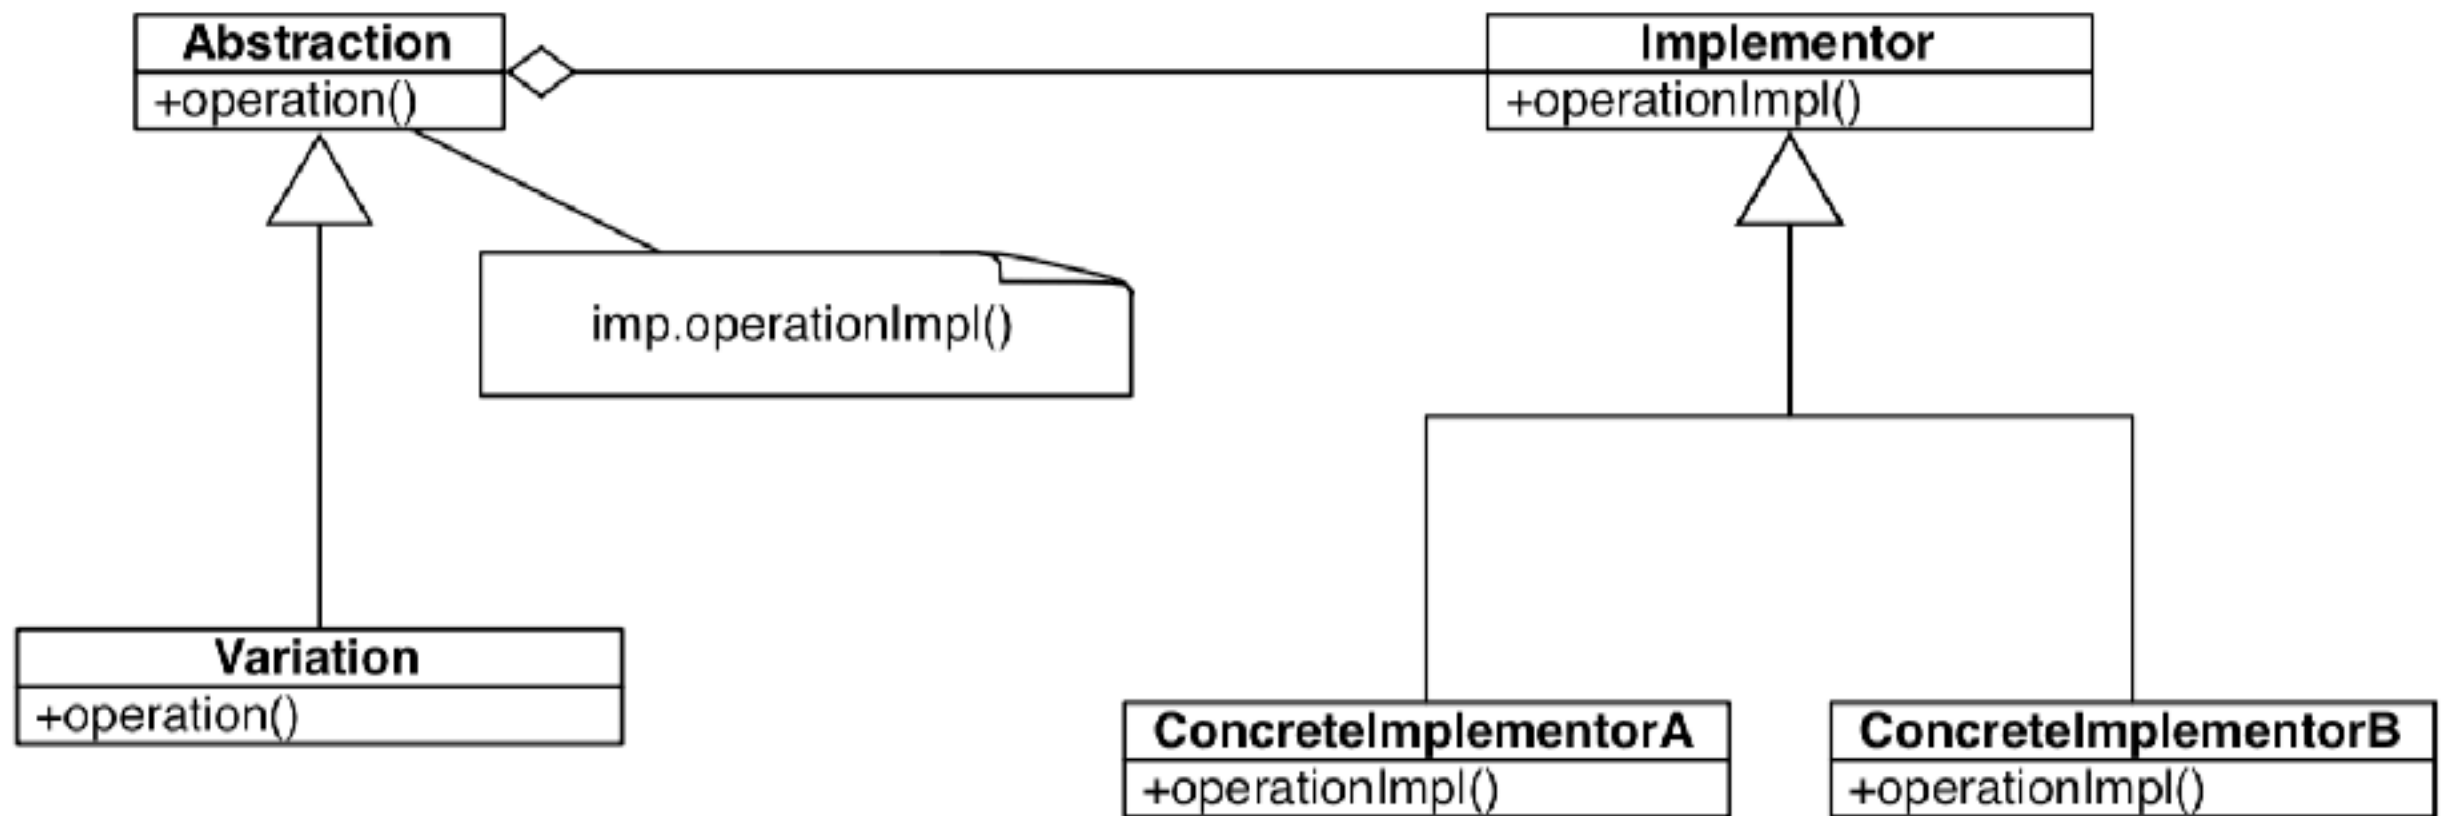 Abstraction
+operation()
Implementor
+operationImpl()
imp.operationImpl()
Variation
+operation()
ConcreteImplementorA
+operationImpl()
ConcreteImplementorB
+operationImpl()